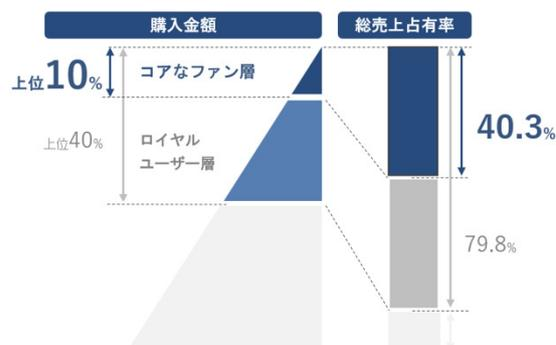 購入金額
総売上占有率
上位10%
コアなファン層
40.3%
上位40%
ロイヤル
ユーザー層
79.8%